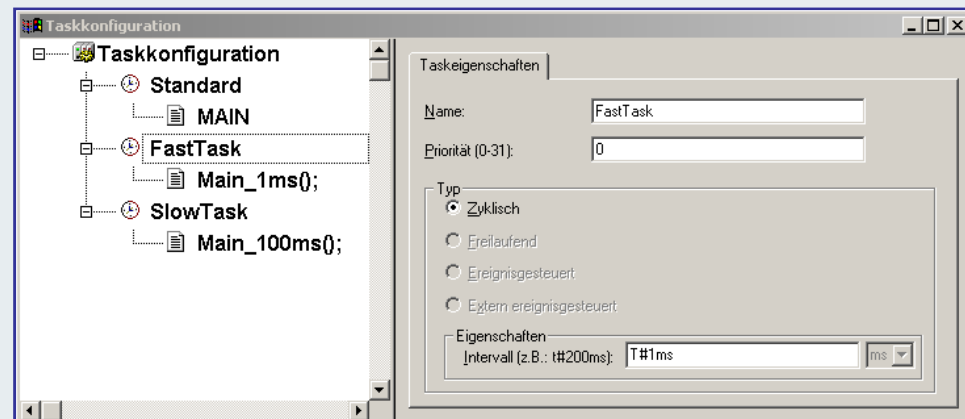 Taskkonfiguration
Taskkonfiguration
Standard
MAIN
FastTask
Main_1ms();
SlowTask
Main_100ms();
Taskeigenschaften
Name: FastTask
Priorität (0-31): 0
Typ
Zyklisch
Freilaufend
Ereignisgesteuert
Extern ereignisgesteuert
Eigenschaften
Intervall (z.B.: t#200ms): T#1ms ms